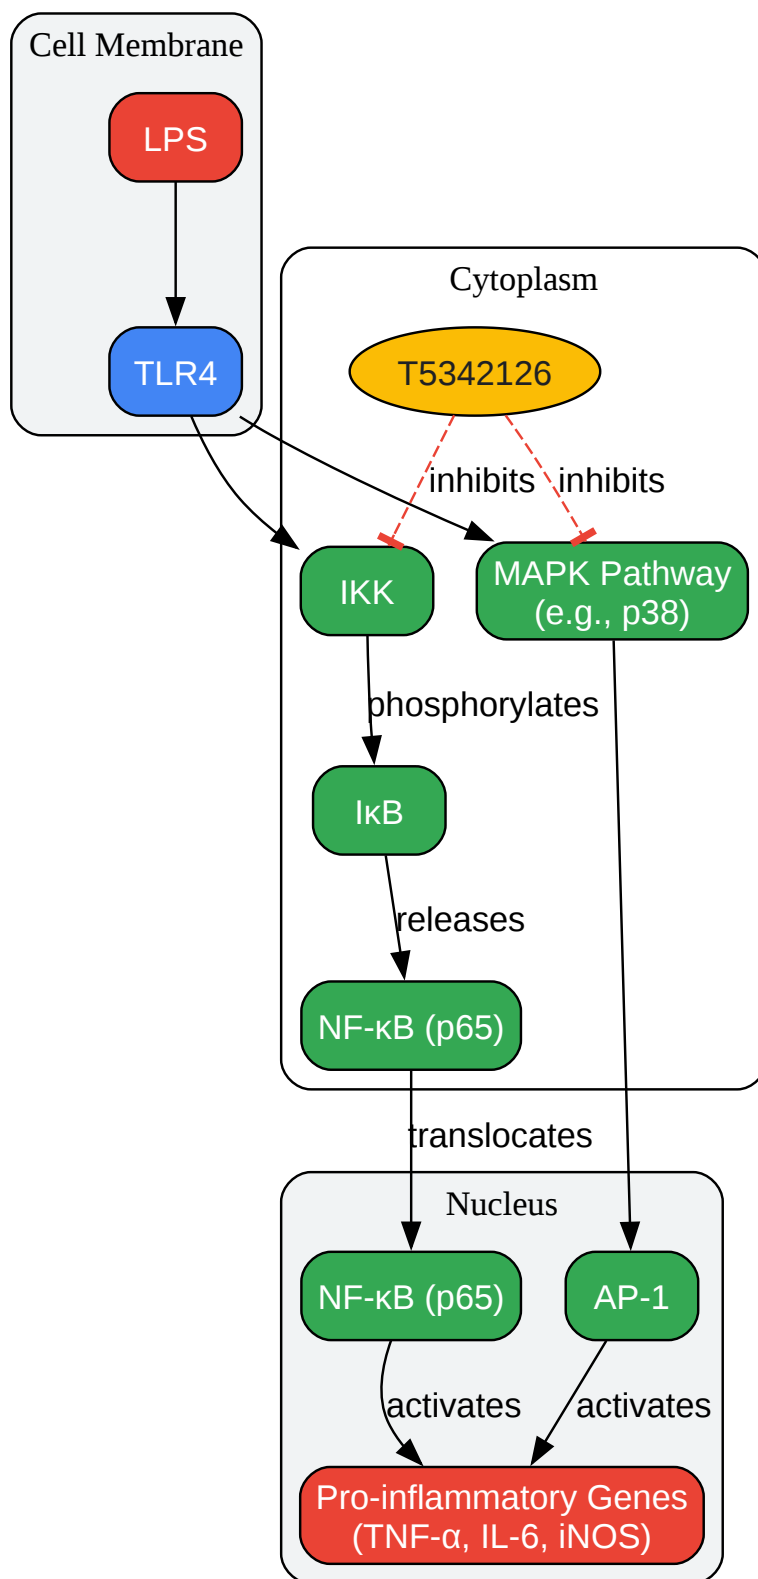 Cell Membrane
LPS
TLR4
Cytoplasm
T5342126
inhibits
inhibits
IKK
MAPK Pathway
(e.g., p38)
phosphorylates
IκB
releases
NF-κB (p65)
translocates
Nucleus
NF-κB (p65)
AP-1
activates
activates
Pro-inflammatory Genes
(TNF-α, IL-6, iNOS)